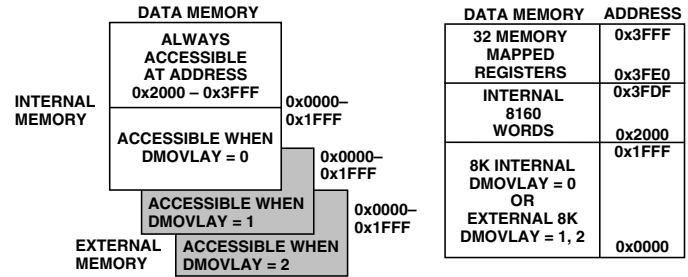 DATA MEMORY
ALWAYS
ACCESSIBLE
AT ADDRESS
0x2000 – 0x3FFF
INTERNAL
MEMORY
0x0000–
0x1FFF
ACCESSIBLE WHEN
DMOVLAY = 0
0x0000–
0x1FFF
ACCESSIBLE WHEN
DMOVLAY = 1
0x0000–
0x1FFF
EXTERNAL
MEMORY
ACCESSIBLE WHEN
DMOVLAY = 2
DATA MEMORY ADDRESS
32 MEMORY 0x3FFF
MAPPED
REGISTERS 0x3FE0
INTERNAL 0x3FDF
8160
WORDS 0x2000
0x1FFF
8K INTERNAL
DMOVLAY = 0
OR
EXTERNAL 8K
DMOVLAY = 1, 2
0x0000